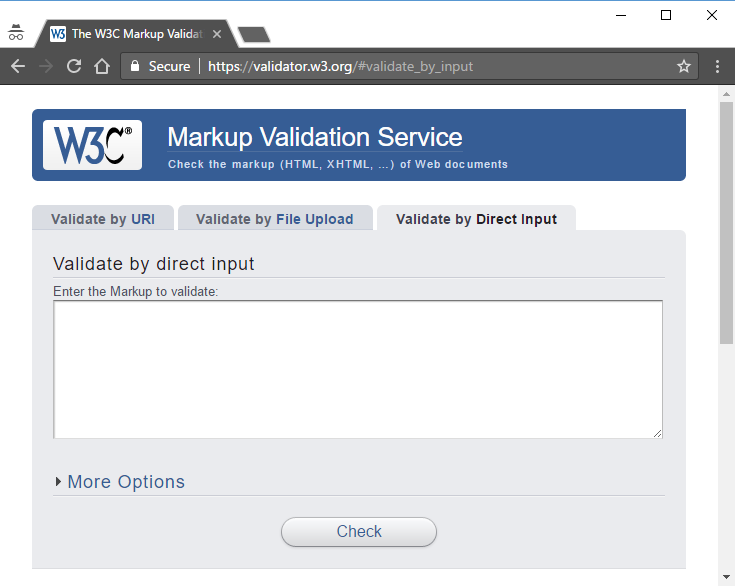 W3 The W3C Markup Validat
Secure https://validator.w3.org/#validate_by_input
W3C® Markup Validation Service
Check the markup (HTML, XHTML, …) of Web documents
Validate by URI Validate by File Upload Validate by Direct Input
Validate by direct input
Enter the Markup to validate:
More Options
Check